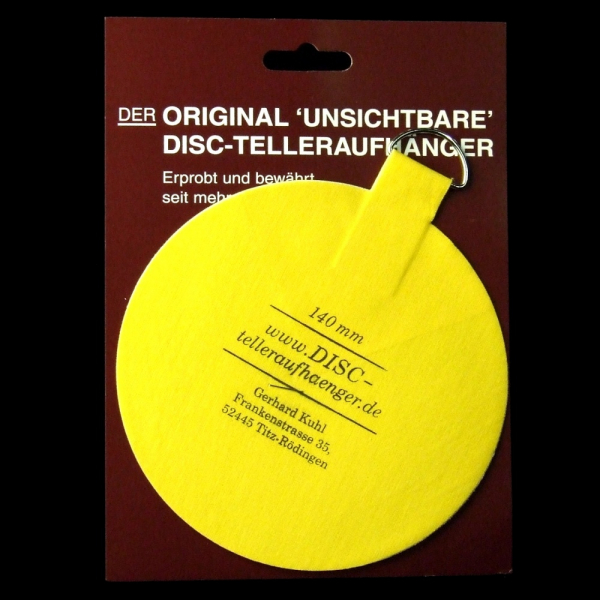 DER ORIGINAL 'UNSICHTBARE'
DISC-TELLERAUFHÄNGER
Erprobt und bewährt
seit
140 mm
www.DISC-
telleraufhaenger.de
Gerhard Kuhl
Frankenstrasse 35,
52445 Titz-Rödingen